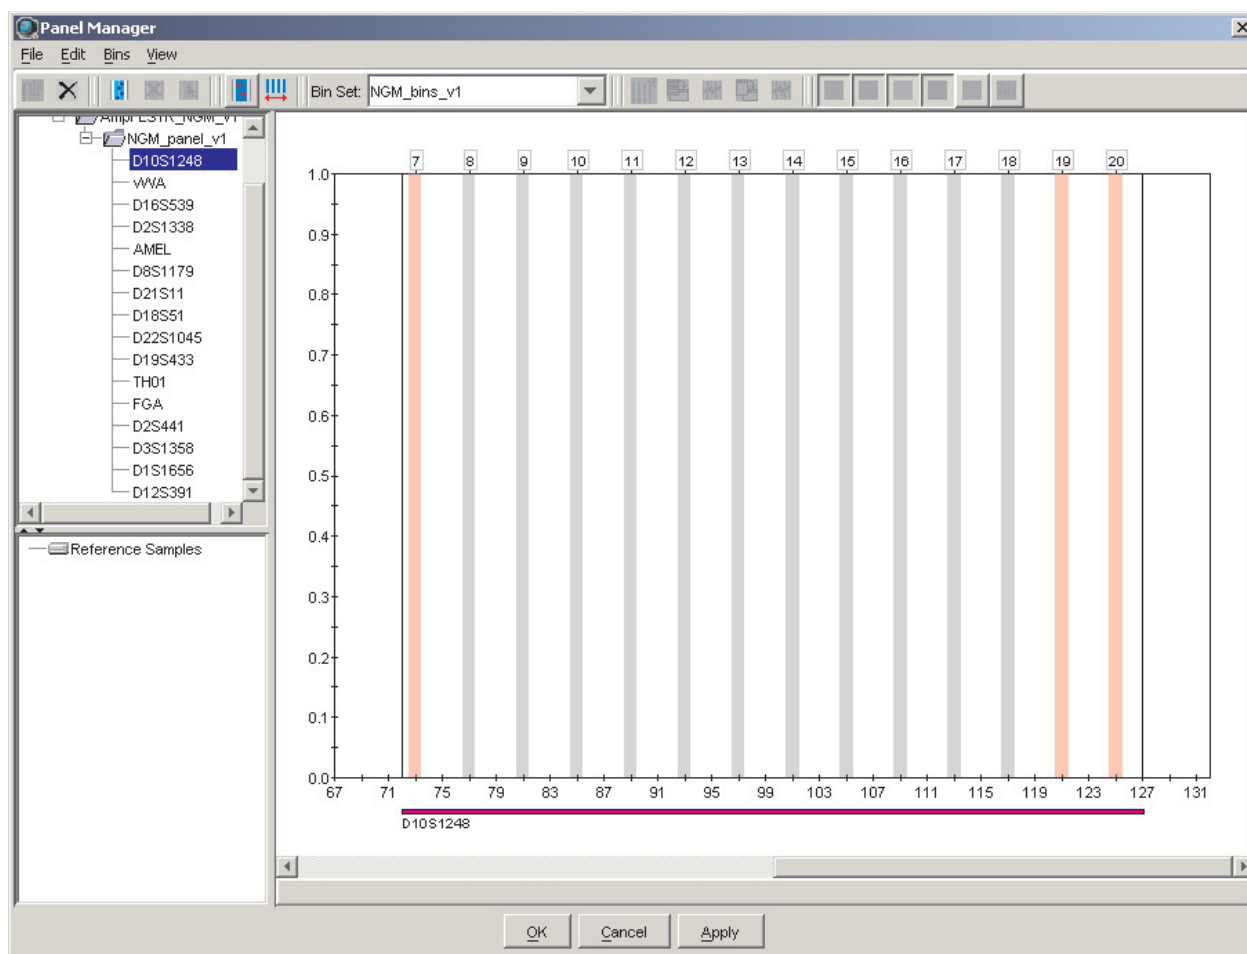 Panel Manager
File Edit Bins View
Bin Set: NGM_bins_v1
AmpFLSTR_NGM_v1
NGM_panel_v1
D10S1248
vWA
D16S539
D2S1338
AMEL
D8S1179
D21S11
D18S51
D22S1045
D19S433
TH01
FGA
D2S441
D3S1358
D1S1656
D12S391
Reference Samples
7 8 9 10 11 12 13 14 15 16 17 18 19 20
1.0
0.9
0.8
0.7
0.6
0.5
0.4
0.3
0.2
0.1
0.0
67 71 75 79 83 87 91 95 99 103 107 111 115 119 123 127 131
D10S1248
OK Cancel Apply